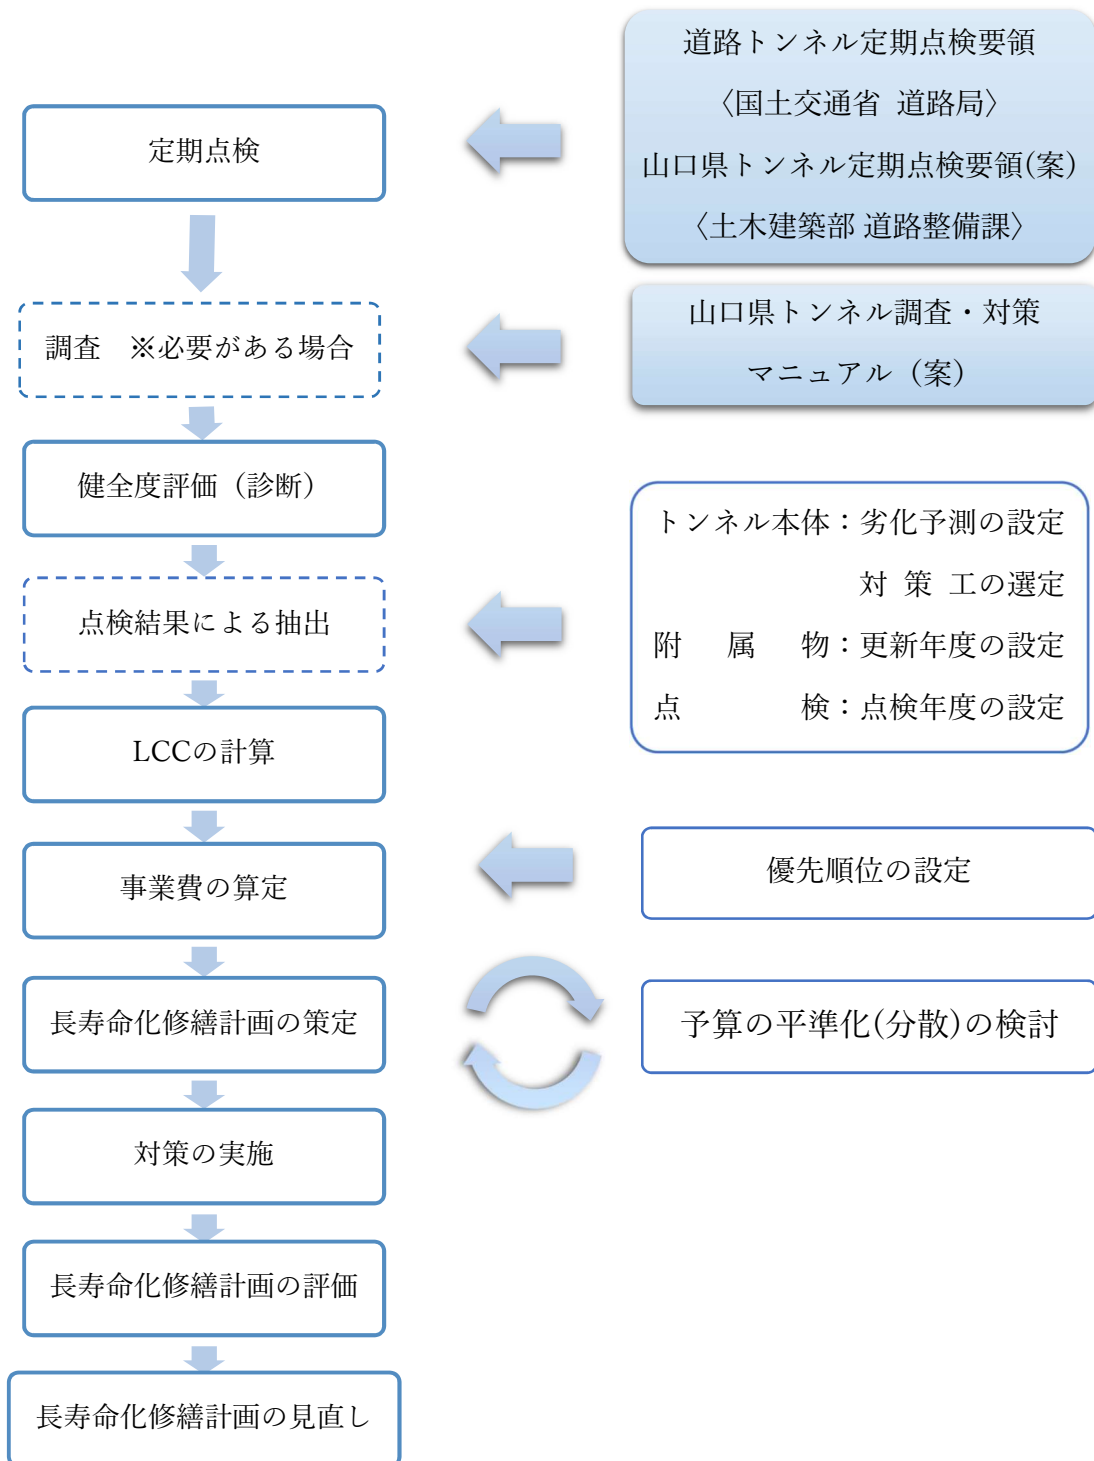 道路トンネル定期点検要領
〈国土交通省 道路局〉
山口県トンネル定期点検要領(案)
〈土木建築部 道路整備課〉
定期点検
山口県トンネル調査・対策
マニュアル（案）
調査　※必要がある場合
健全度評価（診断）
トンネル本体：劣化予測の設定
対 策 工の選定
附 属 物：更新年度の設定
点 検：点検年度の設定
点検結果による抽出
LCCの計算
事業費の算定
優先順位の設定
長寿命化修繕計画の策定
予算の平準化(分散)の検討
対策の実施
長寿命化修繕計画の評価
長寿命化修繕計画の見直し